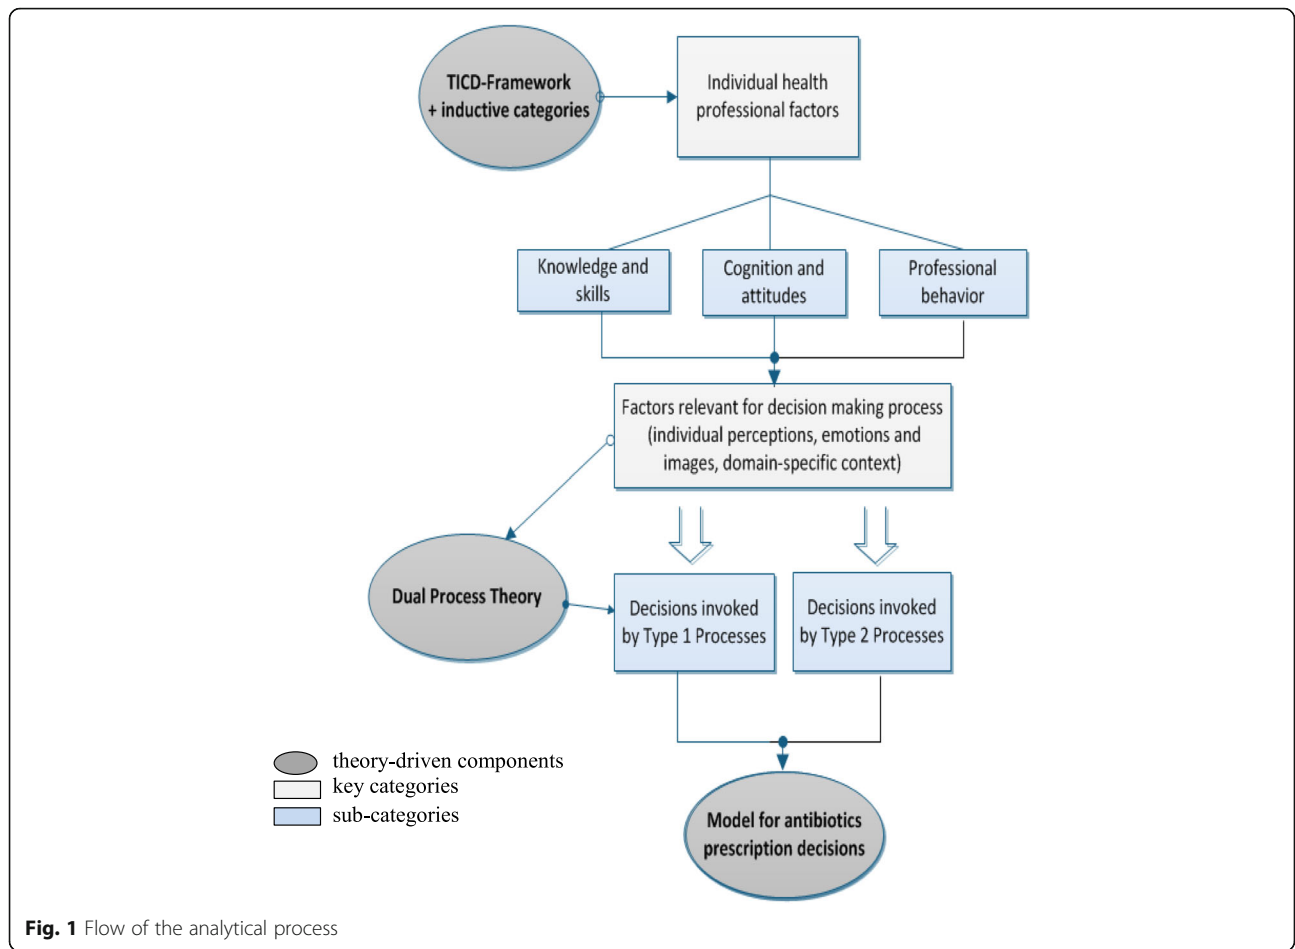 TICD-Framework
+ inductive categories
Individual health
professional factors
Knowledge and
skills
Cognition and
attitudes
Professional
behavior
Factors relevant for decision making process
(individual perceptions, emotions and
images, domain-specific context)
Dual Process Theory
Decisions invoked
by Type 1 Processes
Decisions invoked
by Type 2 Processes
theory-driven components
key categories
sub-categories
Model for antibiotics
prescription decisions
Fig. 1 Flow of the analytical process